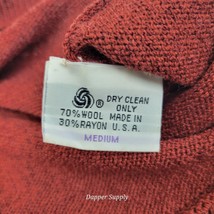 ® DRY CLEAN
ONLY
70% WOOL MADE IN
30% RAYON U.S.A.
MEDIUM
Dapper Supply